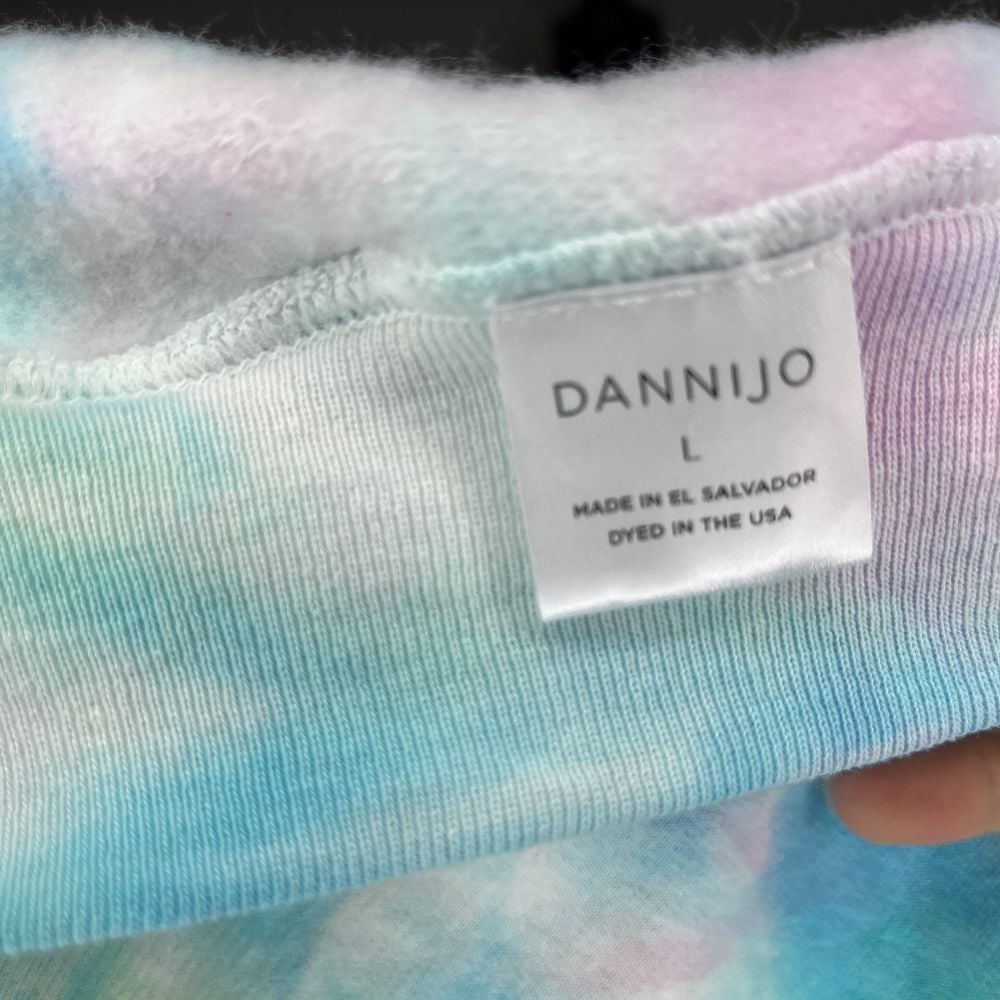 DANNIJO
L
MADE IN EL SALVADOR
DYED IN THE USA